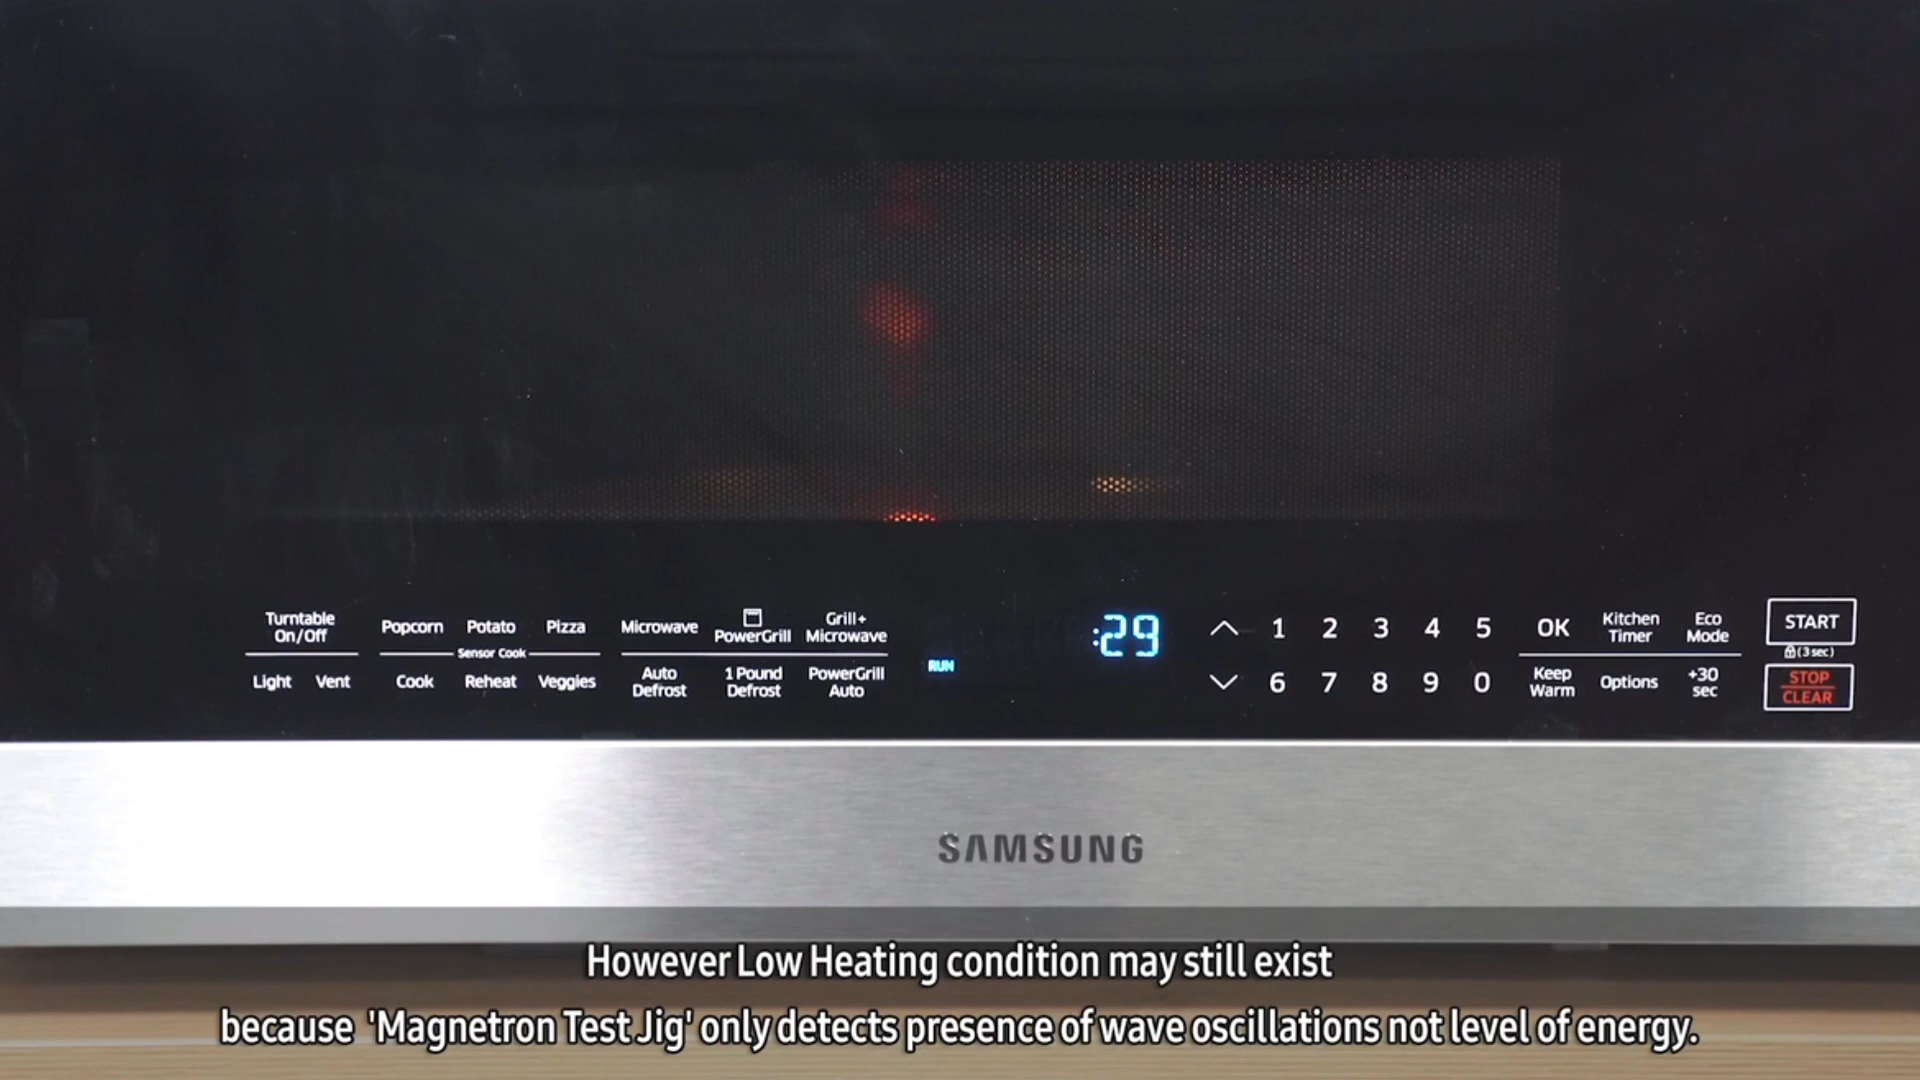 Turntable
On/Off
Popcorn Potato Pizza
Sensor Cook
Microwave
PowerGrill
Grill+
Microwave
Light Vent
Cook Reheat Veggies
Auto
Defrost
1 Pound
Defrost
PowerGrill
Auto
RUN
:29
1 2 3 4 5
6 7 8 9 0
OK
Kitchen
Timer
Eco
Mode
Keep
Warm
Options
+30
sec
START
(3 sec)
STOP
CLEAR
SAMSUNG
However Low Heating condition may still exist
because 'Magnetron Test Jig' only detects presence of wave oscillations not level of energy.